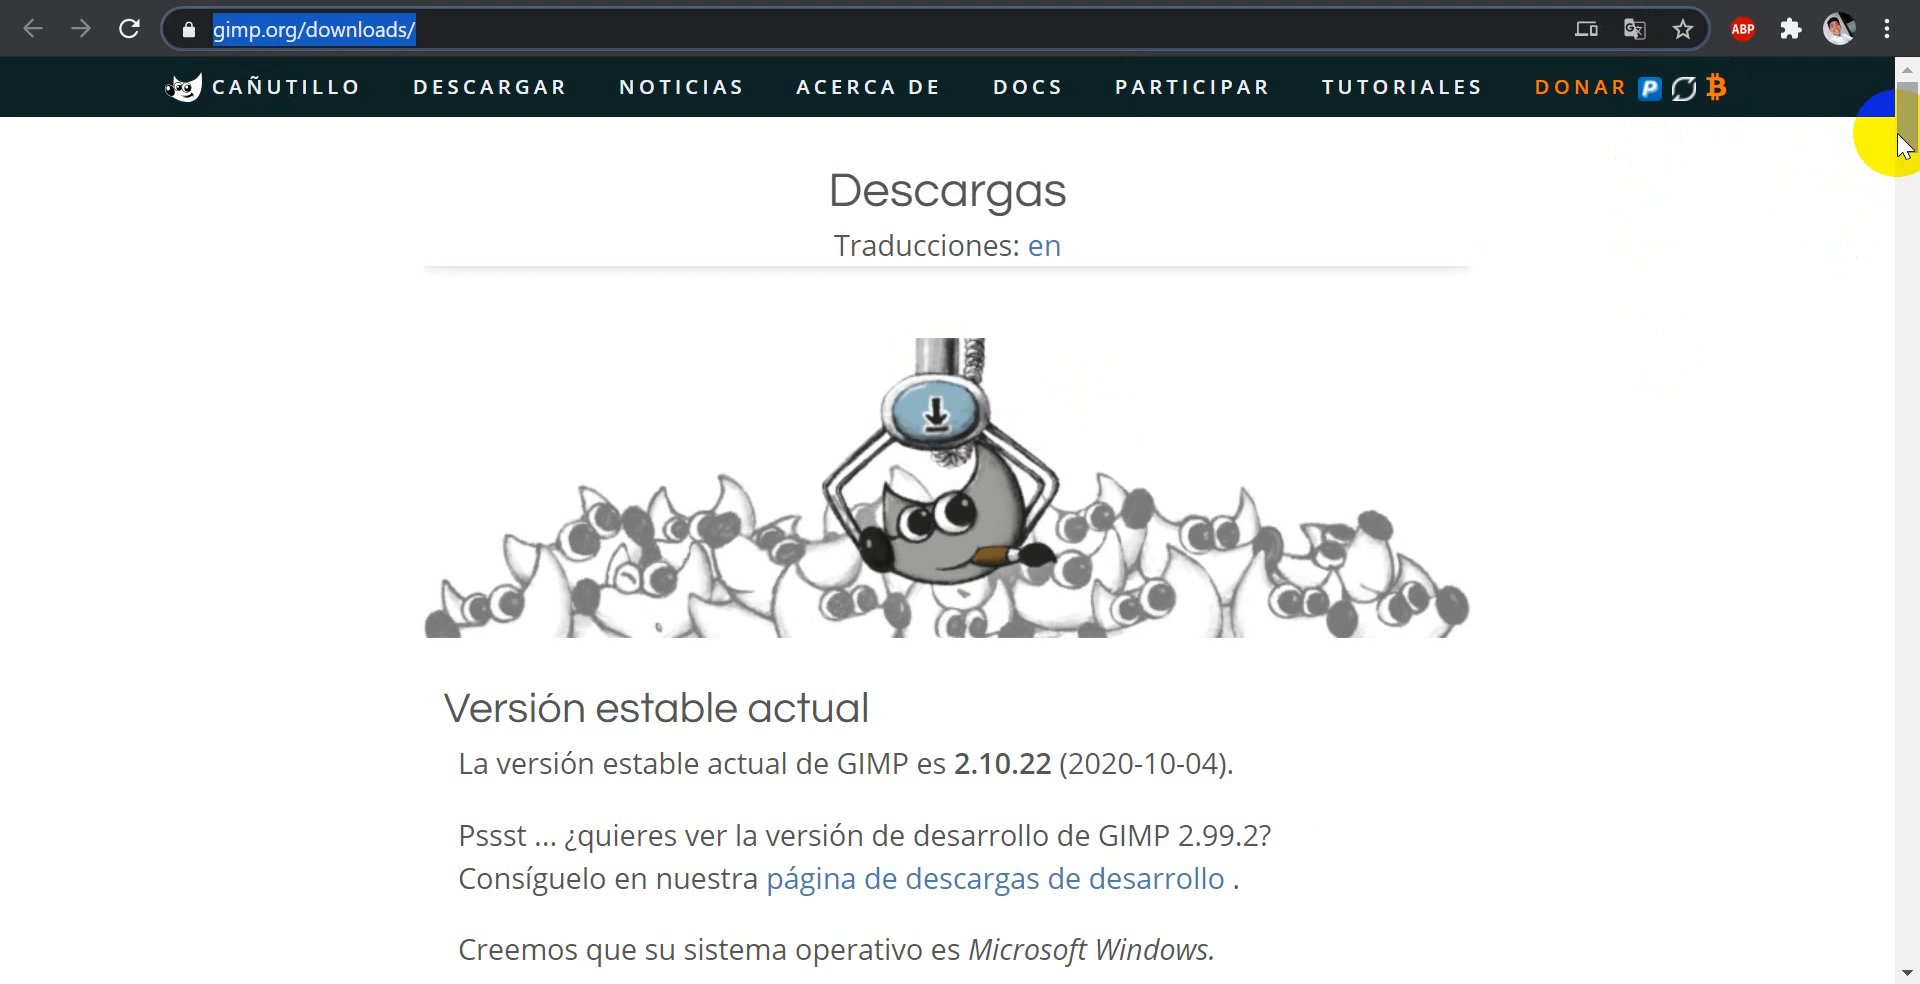 gimp.org/downloads/
ABP
CAÑUTILLO DESCARGAR NOTICIAS ACERCA DE DOCS PARTICIPAR TUTORIALES DONAR
Descargas
Traducciones: en
Versión estable actual
La versión estable actual de GIMP es 2.10.22 (2020-10-04).
Pssst ... ¿quieres ver la versión de desarrollo de GIMP 2.99.2?
Consíguelo en nuestra página de descargas de desarrollo .
Creemos que su sistema operativo es Microsoft Windows.